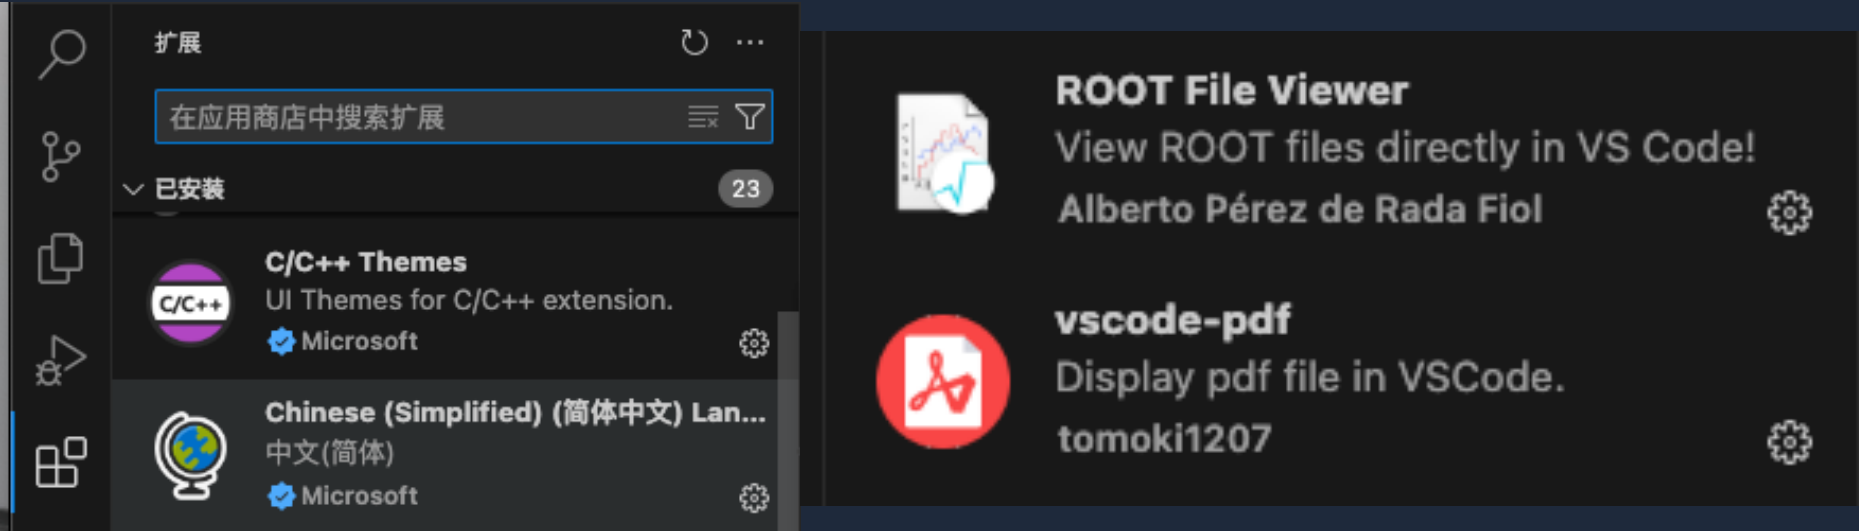 扩展
在应用商店中搜索扩展
已安装 23
C/C++
C/C++ Themes
UI Themes for C/C++ extension.
Microsoft
Chinese (Simplified) (简体中文) Lan...
中文(简体)
Microsoft
ROOT File Viewer
View ROOT files directly in VS Code!
Alberto Pérez de Rada Fiol
vscode-pdf
Display pdf file in VSCode.
tomoki1207